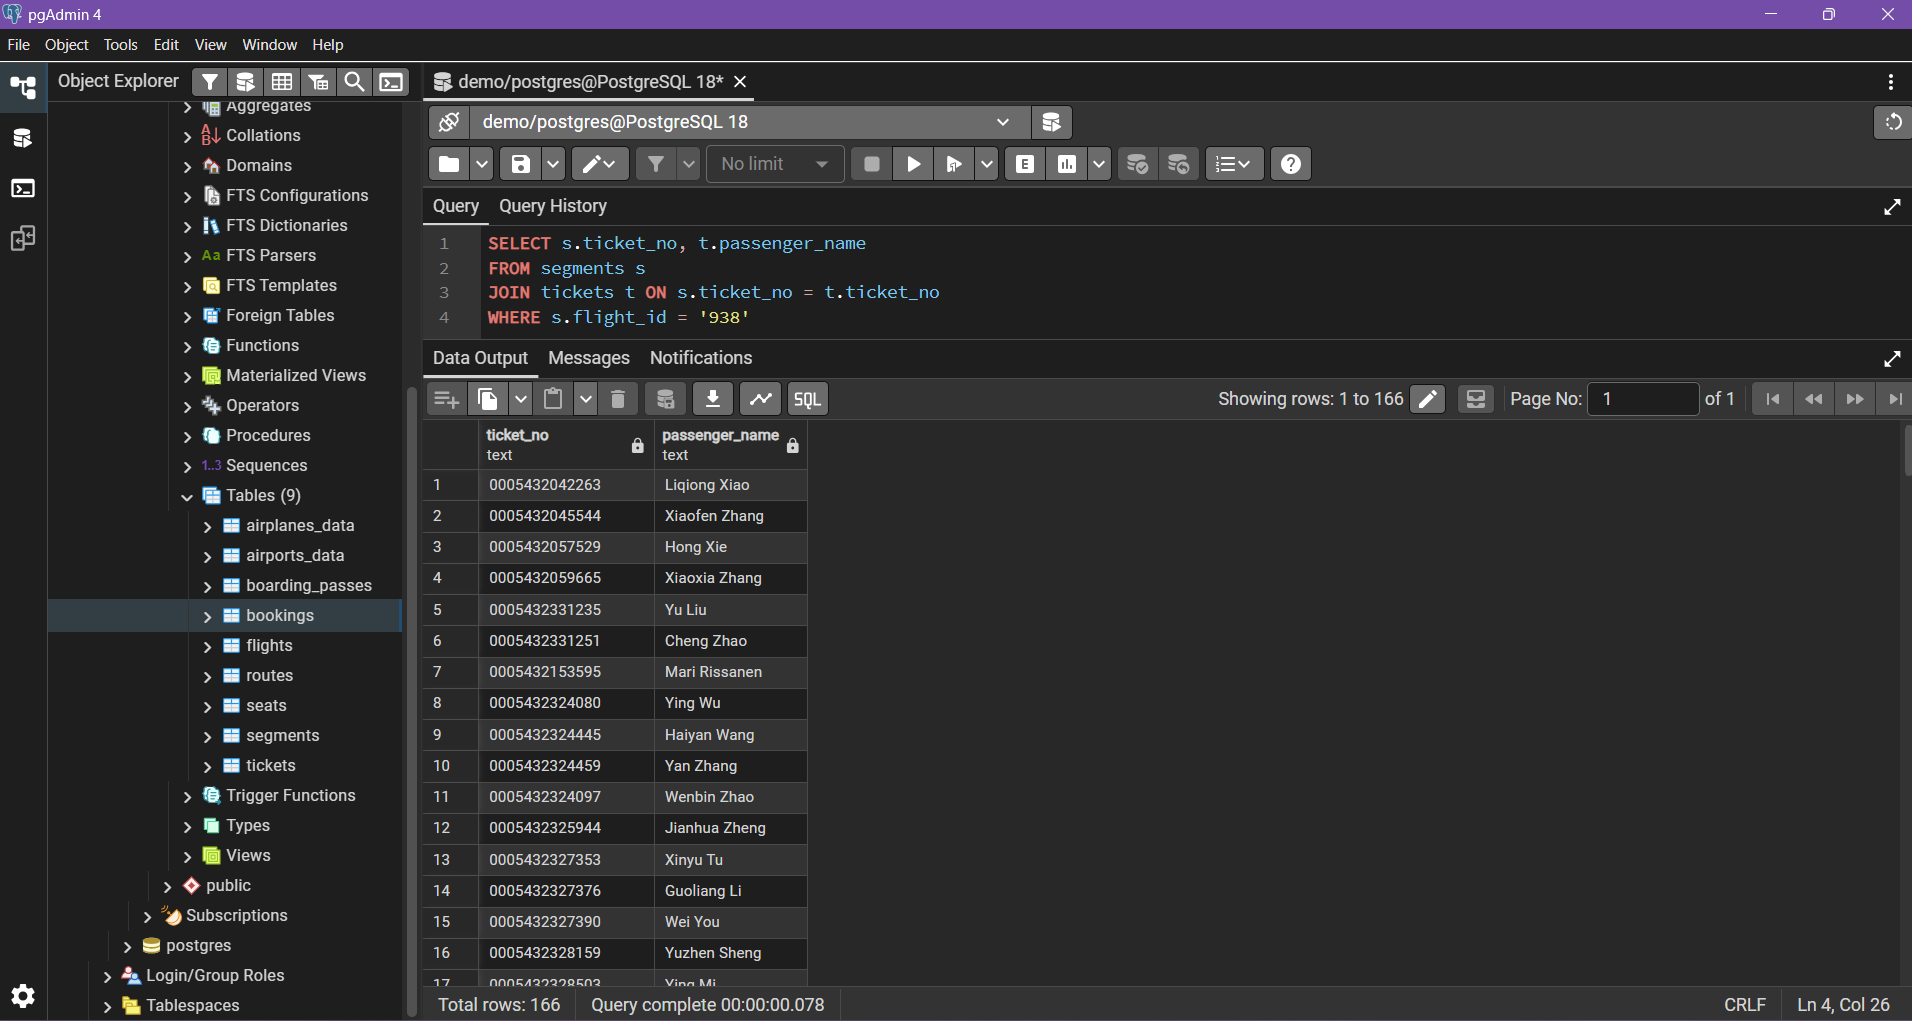 pgAdmin 4
File Object Tools Edit View Window Help
Object Explorer
demo/postgres@PostgreSQL 18*
demo/postgres@PostgreSQL 18
No limit
E
Query Query History
1 SELECT s.ticket_no, t.passenger_name
2 FROM segments s
3 JOIN tickets t ON s.ticket_no = t.ticket_no
4 WHERE s.flight_id = '938'
Data Output Messages Notifications
SQL
Showing rows: 1 to 166
Page No: 1 of 1
Aggregates
Collations
Domains
FTS Configurations
FTS Dictionaries
Aa FTS Parsers
FTS Templates
Foreign Tables
Functions
Materialized Views
Operators
Procedures
1..3 Sequences
Tables (9)
airplanes_data
airports_data
boarding_passes
bookings
flights
routes
seats
segments
tickets
Trigger Functions
Types
Views
public
Subscriptions
postgres
Login/Group Roles
Tablespaces
ticket_no passenger_name
text text
1 0005432042263 Liqiong Xiao
2 0005432045544 Xiaofen Zhang
3 0005432057529 Hong Xie
4 0005432059665 Xiaoxia Zhang
5 0005432331235 Yu Liu
6 0005432331251 Cheng Zhao
7 0005432153595 Mari Rissanen
8 0005432324080 Ying Wu
9 0005432324445 Haiyan Wang
10 0005432324459 Yan Zhang
11 0005432324097 Wenbin Zhao
12 0005432325944 Jianhua Zheng
13 0005432327353 Xinyu Tu
14 0005432327376 Guoliang Li
15 0005432327390 Wei You
16 0005432328159 Yuzhen Sheng
17 0005432328503 Ying Mi
Total rows: 166 Query complete 00:00:00.078 CRLF Ln 4, Col 26